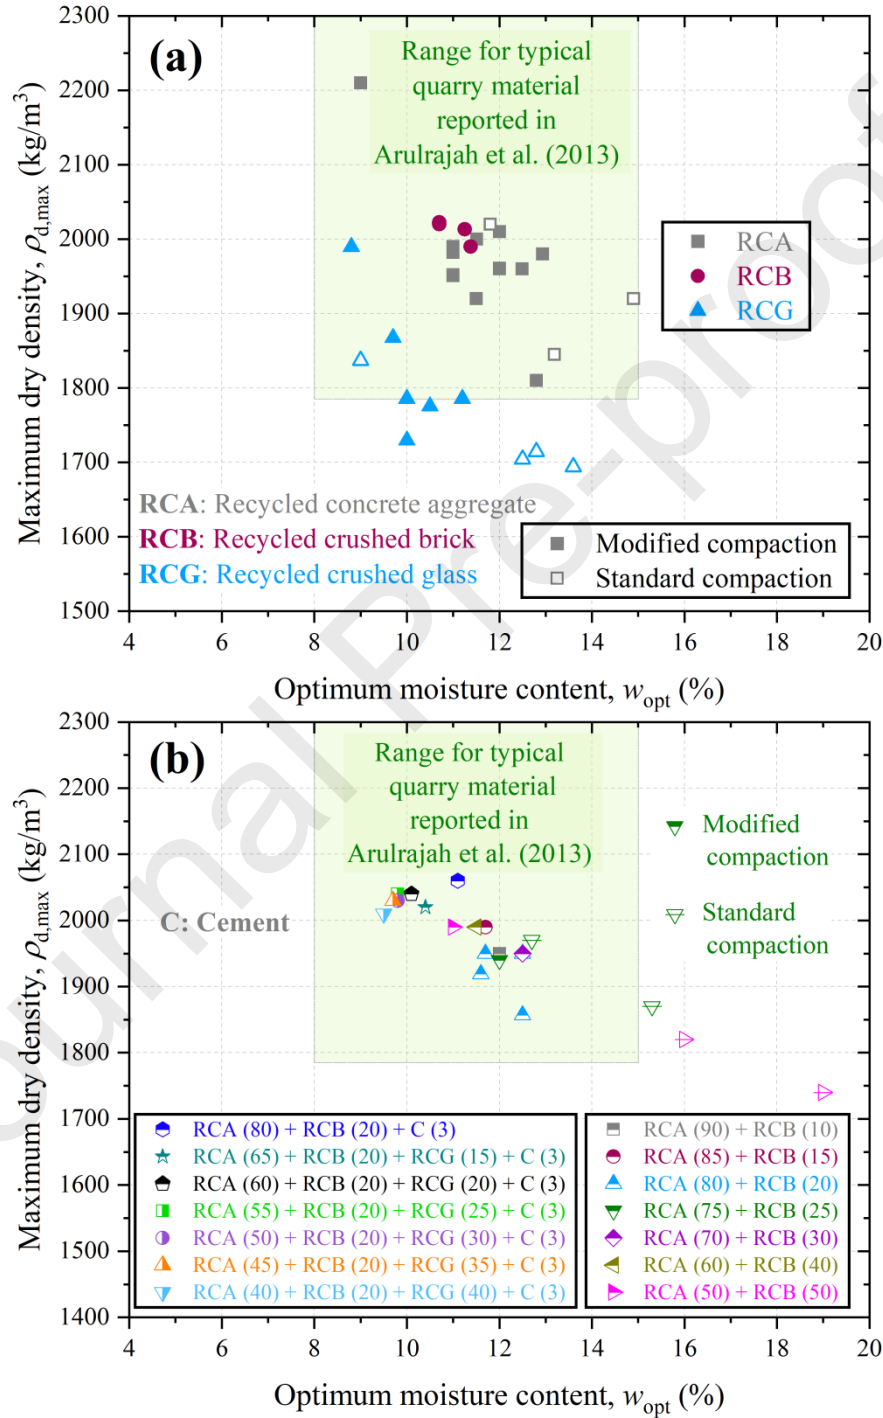 (a)
Range for typical
quarry material
reported in
Arulrajah et al. (2013)
2300
2200
2100
2000
1900
1800
1700
1600
1500
Maximum dry density, ρd,max (kg/m³)
RCA
RCB
RCG
RCA: Recycled concrete aggregate
RCB: Recycled crushed brick
RCG: Recycled crushed glass
Modified compaction
Standard compaction
4 6 8 10 12 14 16 18 20
Optimum moisture content, wopt (%)
(b)
Range for typical
quarry material
reported in
Arulrajah et al. (2013)
2300
2200
2100
2000
1900
1800
1700
1600
1500
1400
Maximum dry density, ρd,max (kg/m³)
Modified
compaction
Standard
compaction
C: Cement
RCA (80) + RCB (20) + C (3)
RCA (65) + RCB (20) + RCG (15) + C (3)
RCA (60) + RCB (20) + RCG (20) + C (3)
RCA (55) + RCB (20) + RCG (25) + C (3)
RCA (50) + RCB (20) + RCG (30) + C (3)
RCA (45) + RCB (20) + RCG (35) + C (3)
RCA (40) + RCB (20) + RCG (40) + C (3)
RCA (90) + RCB (10)
RCA (85) + RCB (15)
RCA (80) + RCB (20)
RCA (75) + RCB (25)
RCA (70) + RCB (30)
RCA (60) + RCB (40)
RCA (50) + RCB (50)
4 6 8 10 12 14 16 18 20
Optimum moisture content, wopt (%)
ournal Pre-proof